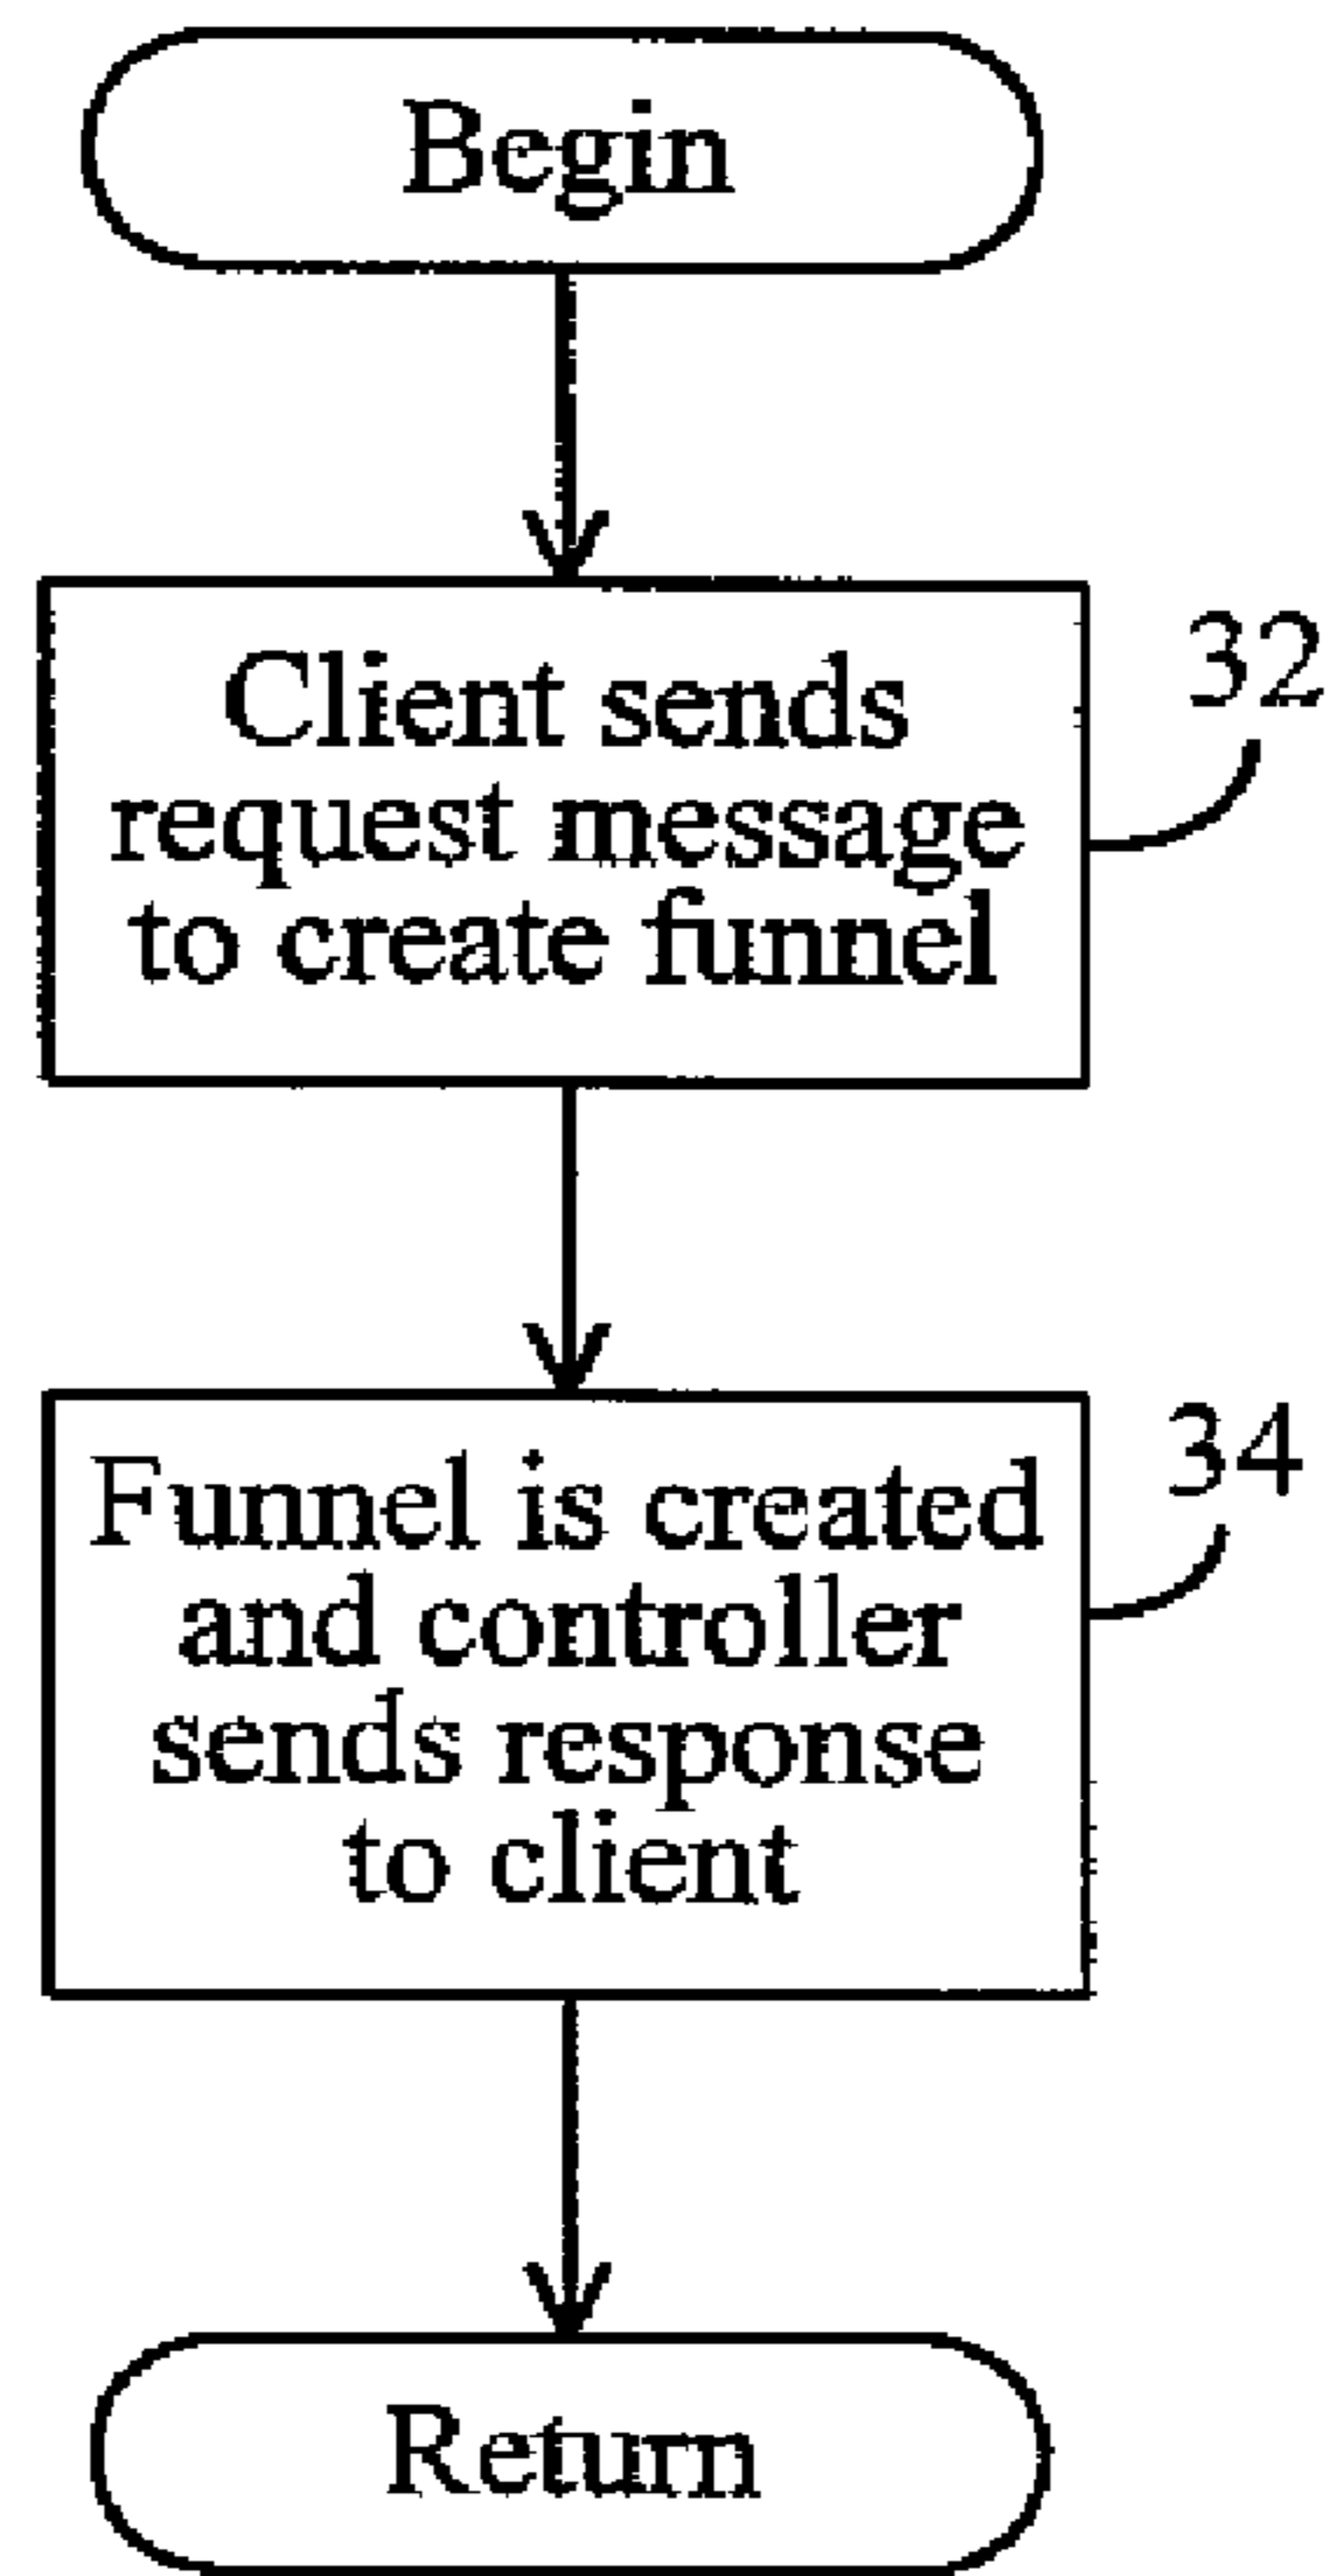 Begin
Client sends
request message
to create funnel
32
Funnel is created
and controller
sends response
to client
34
Return